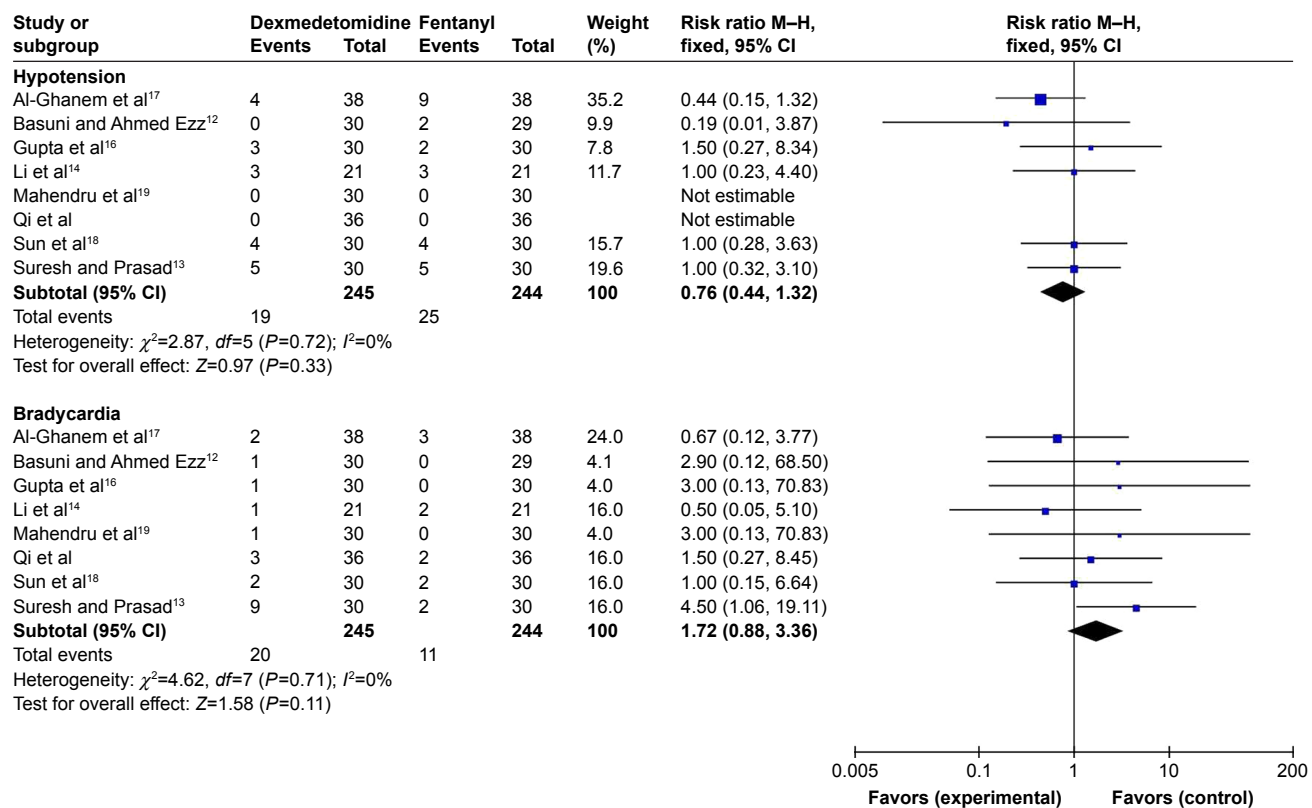 Study or subgroup Dexmedetomidine Events Total Fentanyl Events Total Weight (%) Risk ratio M–H, fixed, 95% CI Risk ratio M–H, fixed, 95% CI
Hypotension
Al-Ghanem et al17 4 38 9 38 35.2 0.44 (0.15, 1.32)
Basuni and Ahmed Ezz12 0 30 2 29 9.9 0.19 (0.01, 3.87)
Gupta et al16 3 30 2 30 7.8 1.50 (0.27, 8.34)
Li et al14 3 21 3 21 11.7 1.00 (0.23, 4.40)
Mahendru et al19 0 30 0 30 Not estimable
Qi et al 0 36 0 36 Not estimable
Sun et al18 4 30 4 30 15.7 1.00 (0.28, 3.63)
Suresh and Prasad13 5 30 5 30 19.6 1.00 (0.32, 3.10)
Subtotal (95% CI) 245 244 100 0.76 (0.44, 1.32)
Total events 19 25
Heterogeneity: χ2=2.87, df=5 (P=0.72); I2=0%
Test for overall effect: Z=0.97 (P=0.33)
Bradycardia
Al-Ghanem et al17 2 38 3 38 24.0 0.67 (0.12, 3.77)
Basuni and Ahmed Ezz12 1 30 0 29 4.1 2.90 (0.12, 68.50)
Gupta et al16 1 30 0 30 4.0 3.00 (0.13, 70.83)
Li et al14 1 21 2 21 16.0 0.50 (0.05, 5.10)
Mahendru et al19 1 30 0 30 4.0 3.00 (0.13, 70.83)
Qi et al 3 36 2 36 16.0 1.50 (0.27, 8.45)
Sun et al18 2 30 2 30 16.0 1.00 (0.15, 6.64)
Suresh and Prasad13 9 30 2 30 16.0 4.50 (1.06, 19.11)
Subtotal (95% CI) 245 244 100 1.72 (0.88, 3.36)
Total events 20 11
Heterogeneity: χ2=4.62, df=7 (P=0.71); I2=0%
Test for overall effect: Z=1.58 (P=0.11)
0.005 0.1 1 10 200
Favors (experimental) Favors (control)